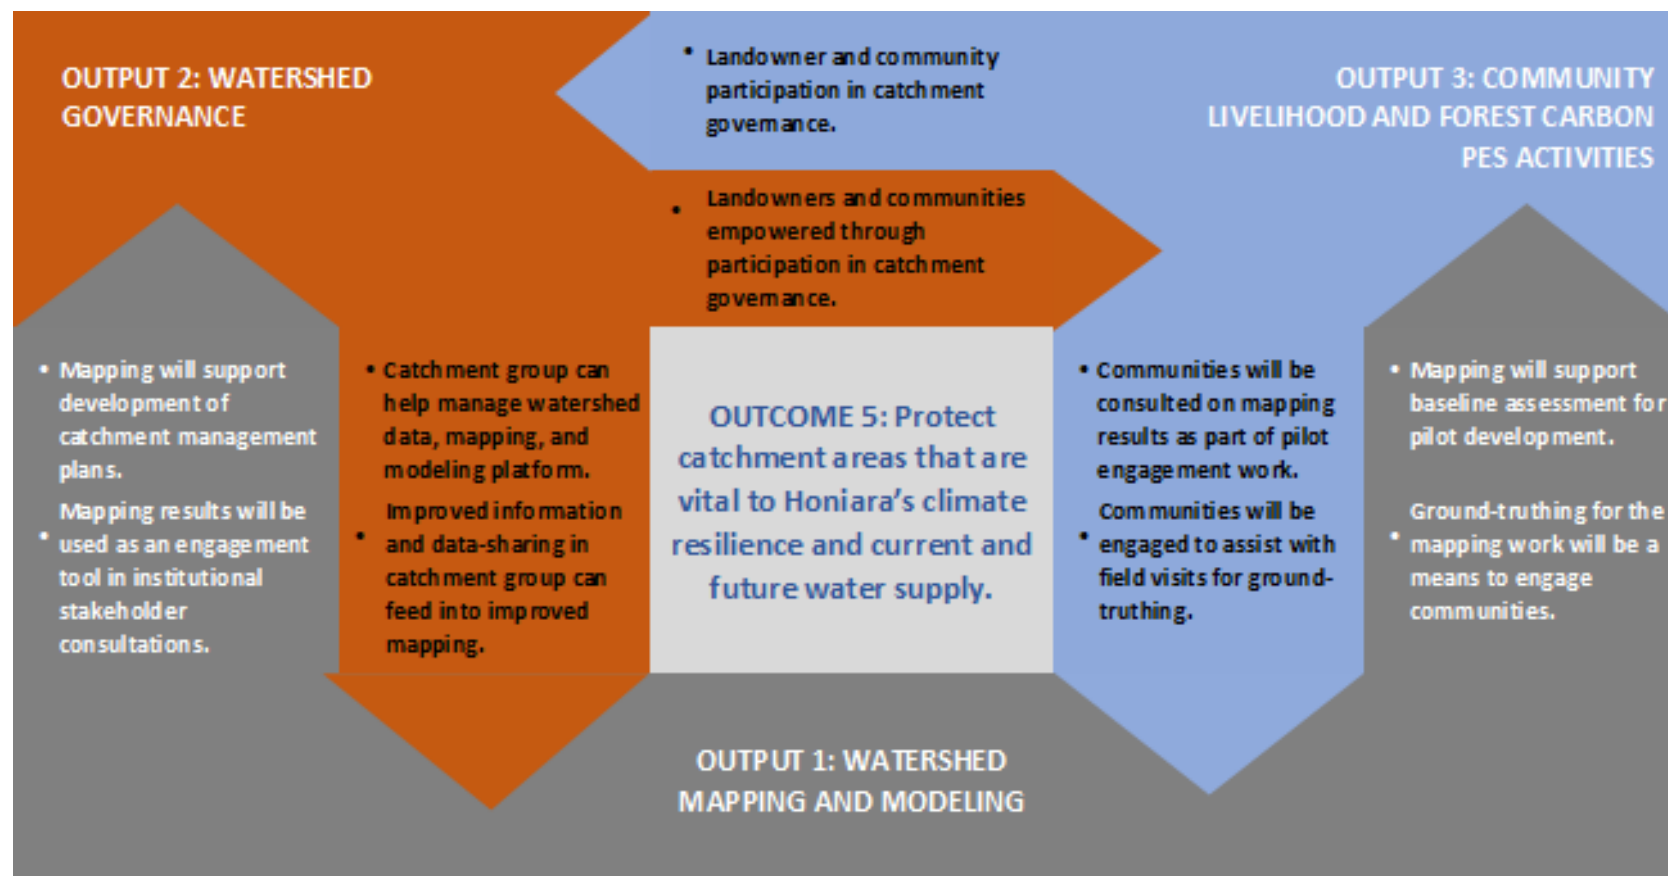 OUTPUT 2: WATERSHED
GOVERNANCE
• Landowner and community
participation in catchment
governance.
OUTPUT 3: COMMUNITY
LIVELIHOOD AND FOREST CARBON
PES ACTIVITIES
• Landowners and communities
empowered through
participation in catchment
governance.
• Mapping will support
development of
catchment management
plans.
Mapping results will be
• used as an engagement
tool in institutional
stakeholder
consultations.
• Catchment group can
help manage watershed
data, mapping, and
modeling platform.
Improved information
• and data-sharing in
catchment group can
feed into improved
mapping.
OUTCOME 5: Protect
catchment areas that are
vital to Honiara’s climate
resilience and current and
future water supply.
• Communities will be
consulted on mapping
results as part of pilot
engagement work.
Communities will be
• engaged to assist with
field visits for ground-
truthing.
• Mapping will support
baseline assessment for
pilot development.
Ground-truthing for the
• mapping work will be a
means to engage
communities.
OUTPUT 1: WATERSHED
MAPPING AND MODELING